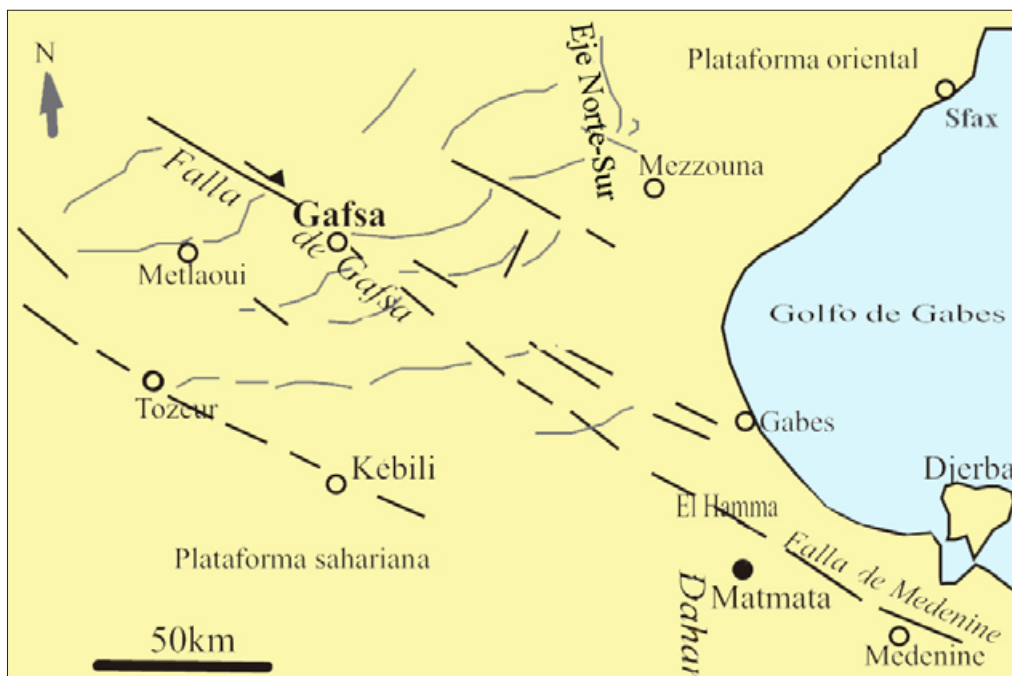 N
Eje Norte-Sur
Plataforma oriental
Sfax
Mezzouna
Falla de Gafsa
Gafsa
Metlaoui
Golfo de Gabes
Tozeur
Gabes
Kébili
Djerba
El Hamma
Plataforma sahariana
Falla de Medenine
Matmata
Dahar
50km
Medenine